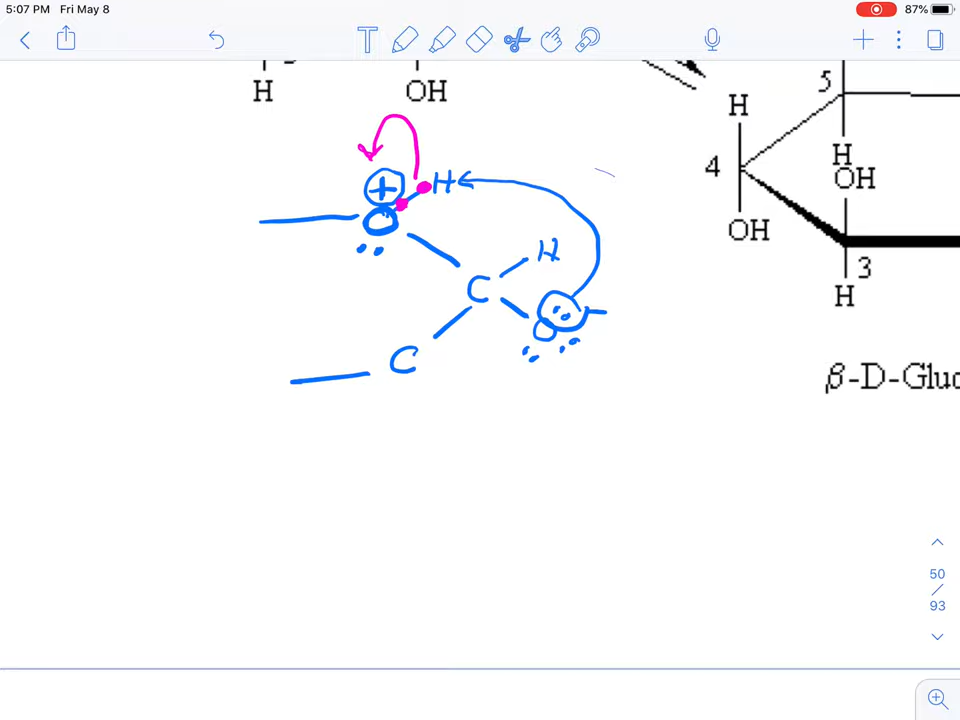 5:07 PM Fri May 8
87%
T
H
OH
5
H
4
H
OH
OH
3
H
+
H
O
H
C
O
C
β-D-Gluc
50
/
93